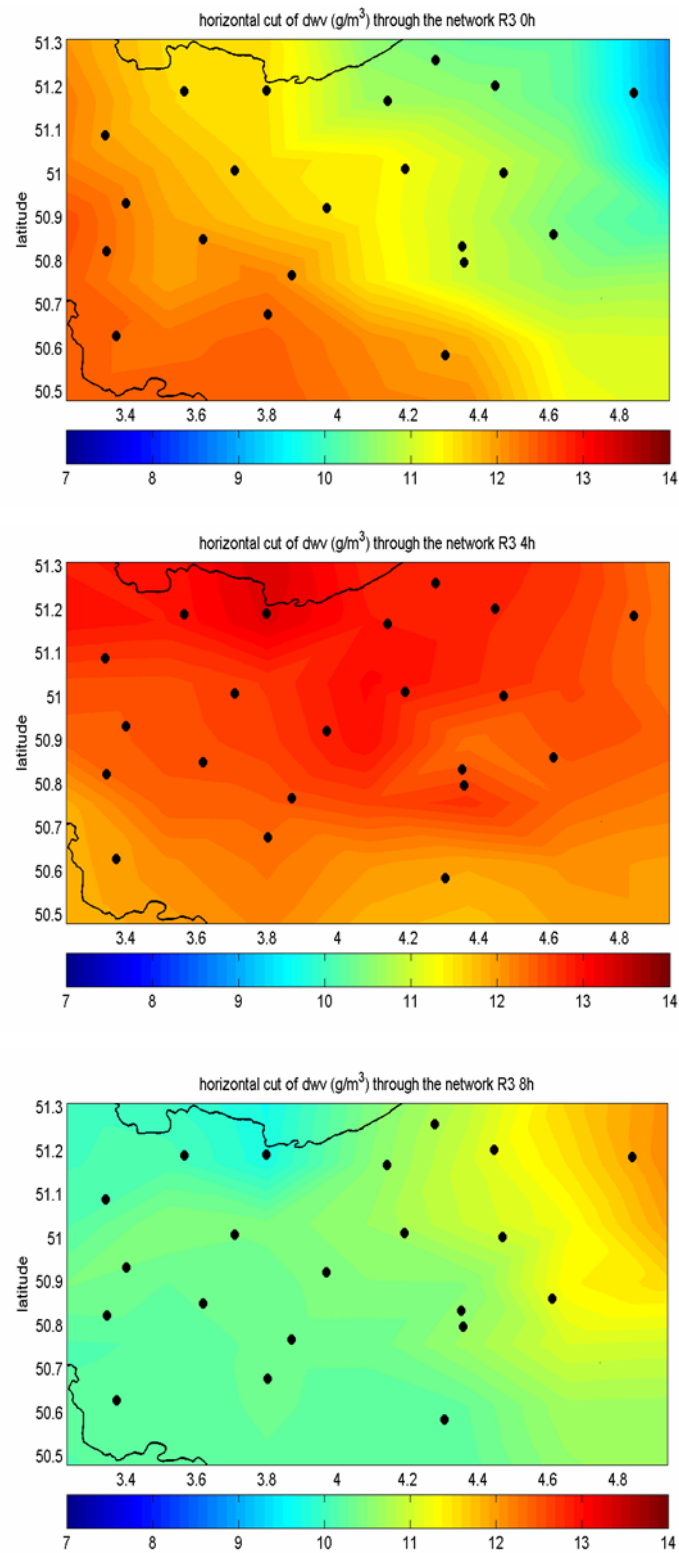 horizontal cut of dwv (g/m³) through the network R3 0h
51.3
51.2
51.1
51
50.9
50.8
50.7
50.6
50.5
latitude
3.4 3.6 3.8 4 4.2 4.4 4.6 4.8
7 8 9 10 11 12 13 14
horizontal cut of dwv (g/m³) through the network R3 4h
51.3
51.2
51.1
51
50.9
50.8
50.7
50.6
50.5
latitude
3.4 3.6 3.8 4 4.2 4.4 4.6 4.8
7 8 9 10 11 12 13 14
horizontal cut of dwv (g/m³) through the network R3 8h
51.3
51.2
51.1
51
50.9
50.8
50.7
50.6
50.5
latitude
3.4 3.6 3.8 4 4.2 4.4 4.6 4.8
7 8 9 10 11 12 13 14